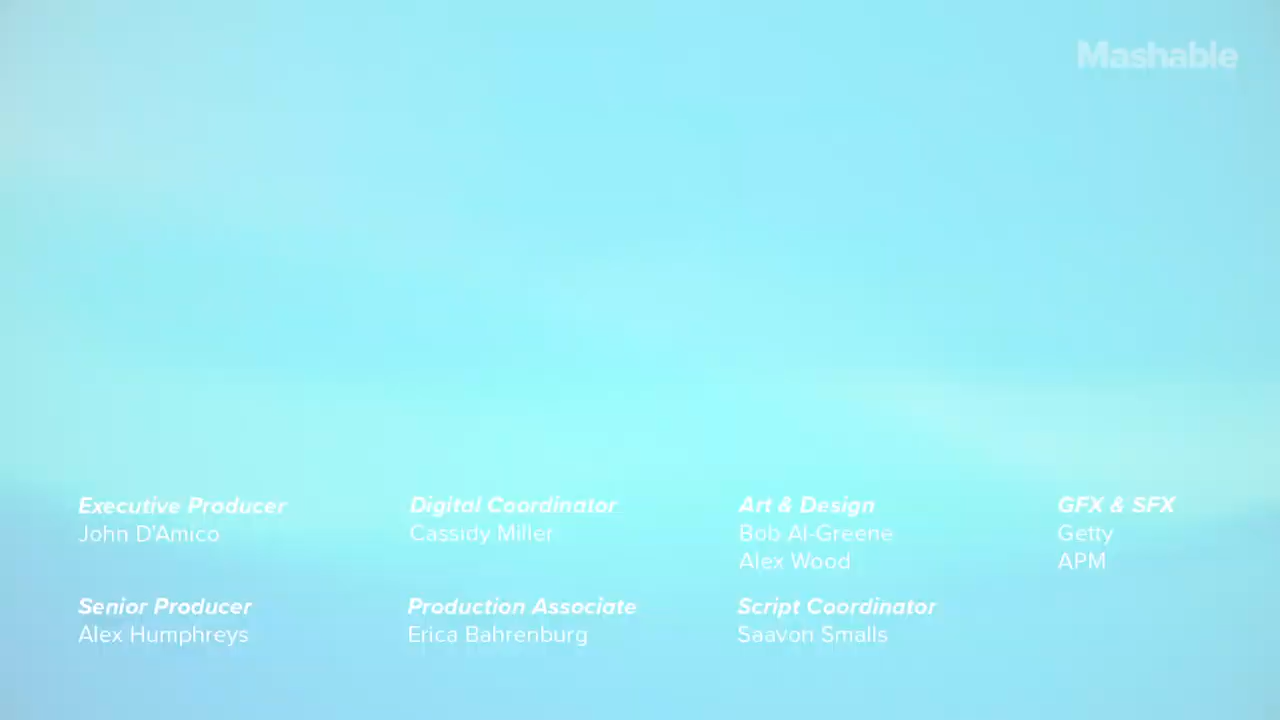 Mashable
Executive Producer
John D'Amico
Digital Coordinator
Cassidy Miller
Art & Design
Bob Al-Greene
Alex Wood
GFX & SFX
Getty
APM
Senior Producer
Alex Humphreys
Production Associate
Erica Bahrenburg
Script Coordinator
Saavon Smalls